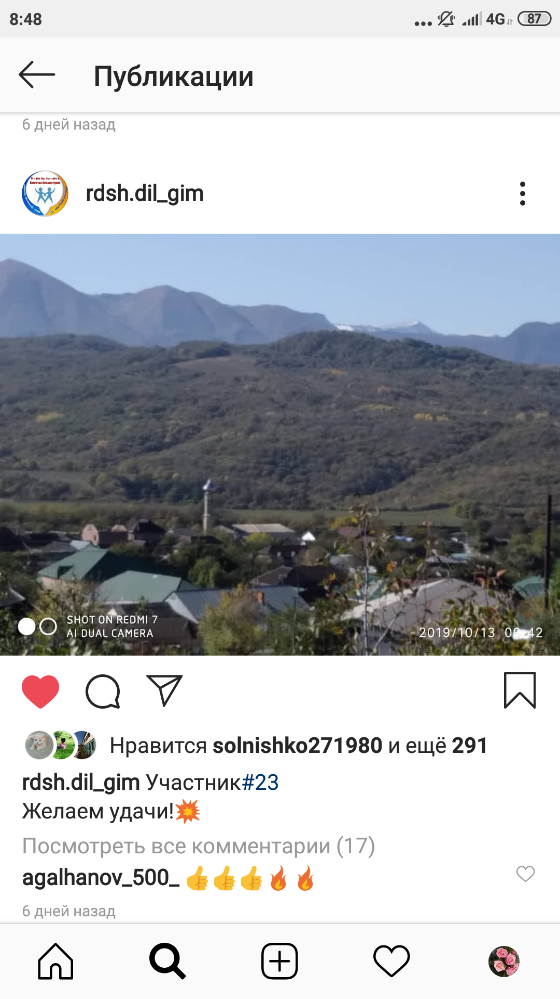 8:48
4G
87
Публикации
6 дней назад
rdsh.dil_gim
SHOT ON REDMI 7
AI DUAL CAMERA
2019/10/13
Нравится solnishko271980 и ещё 291
rdsh.dil_gim Участник#23
Желаем удачи!💥
Посмотреть все комментарии (17)
agalhanov_500_ 👍👍👍🔥🔥
6 дней назад